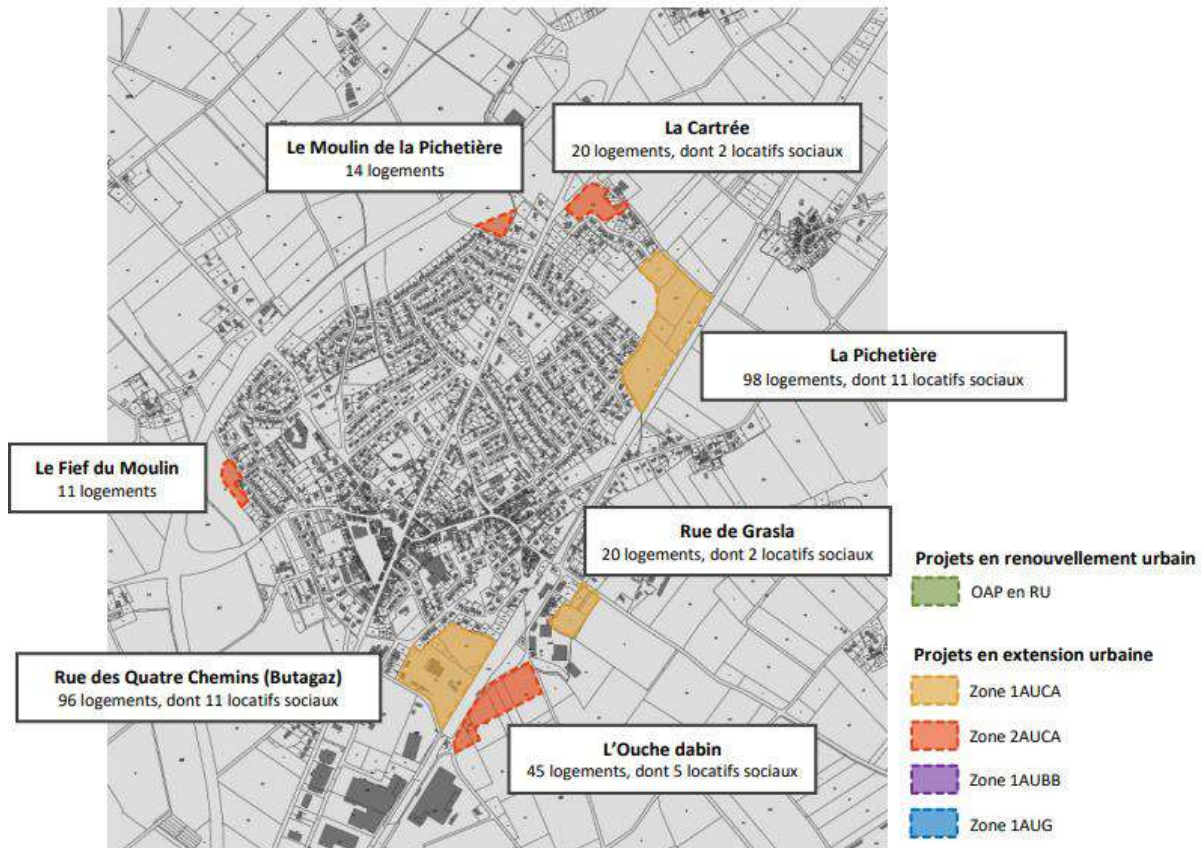 La Cartrée
20 logements, dont 2 locatifs sociaux
Le Moulin de la Pichetière
14 logements
La Pichetière
98 logements, dont 11 locatifs sociaux
Le Fief du Moulin
11 logements
Rue de Grasla
20 logements, dont 2 locatifs sociaux
Rue des Quatre Chemins (Butagaz)
96 logements, dont 11 locatifs sociaux
L'Ouche dabin
45 logements, dont 5 locatifs sociaux
Projets en renouvellement urbain
OAP en RU
Projets en extension urbaine
Zone 1AUCA
Zone 2AUCA
Zone 1AUBB
Zone 1AUG